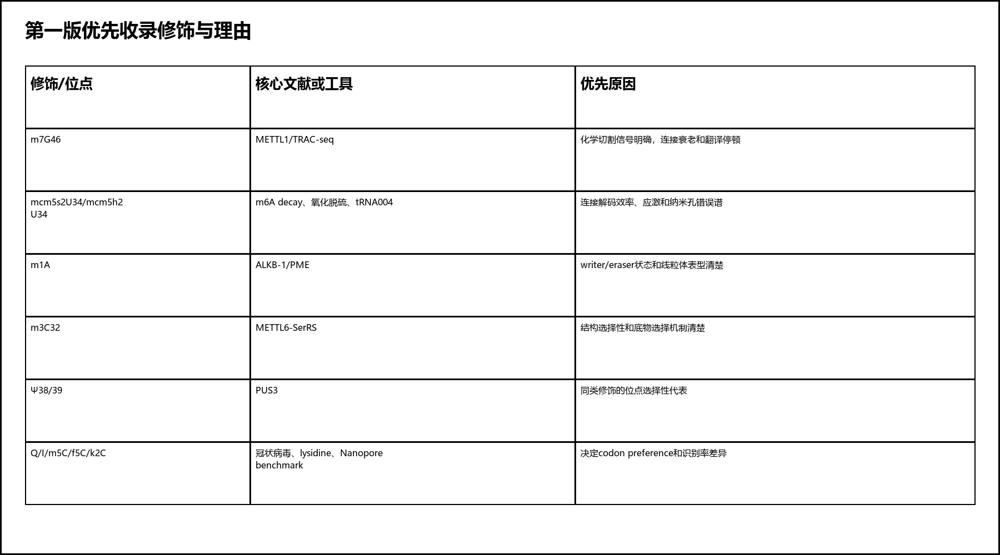 第一版优先收录修饰与理由
修饰/位点
核心文献或工具
优先原因
m7G46
METTL1/TRAC-seq
化学切割信号明确，连接衰老和翻译停顿
mcm5s2U34/mcm5h2
U34
m6A decay、氧化脱硫、tRNA004
连接解码效率、应激和纳米孔错误谱
m1A
ALKB-1/PME
writer/eraser状态和线粒体表型清楚
m3C32
METTL6-SerRS
结构选择性和底物选择机制清楚
Ψ38/39
PUS3
同类修饰的位点选择性代表
Q/I/m5C/f5C/k2C
冠状病毒、lysidine、Nanopore
benchmark
决定codon preference和识别率差异